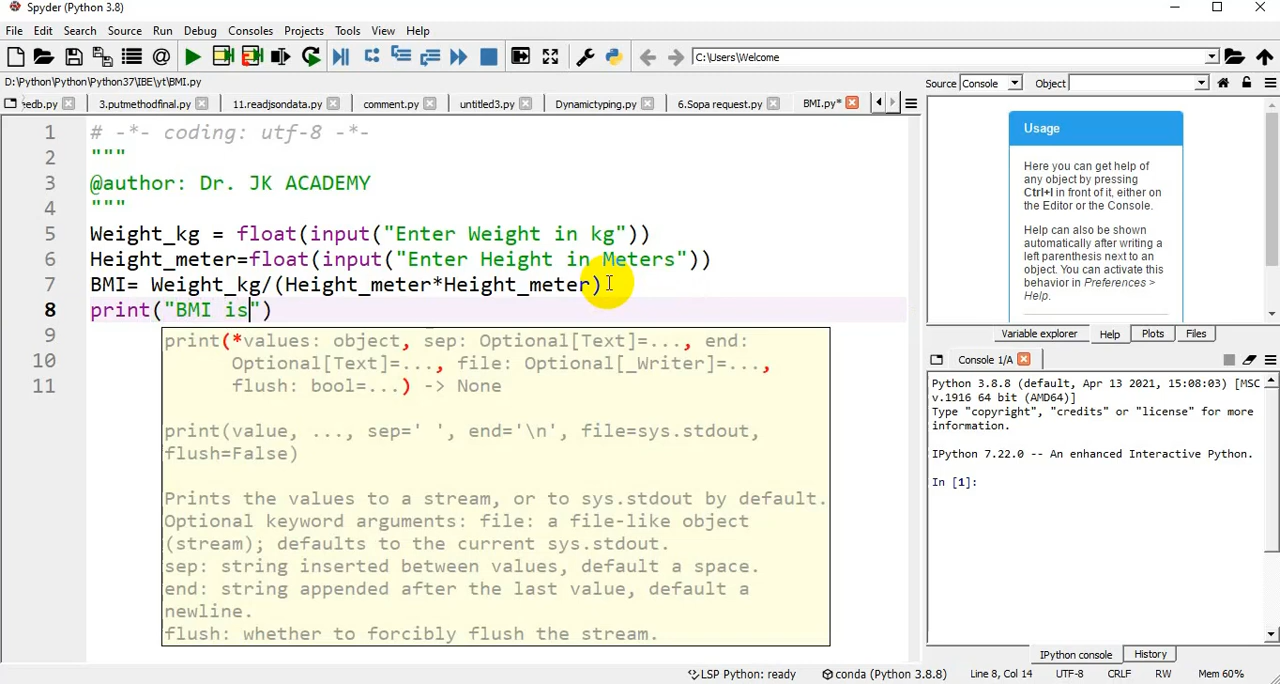 Spyder (Python 3.8)
File Edit Search Source Run Debug Consoles Projects Tools View Help
C:\Users\Welcome
D:\Python\Python\Python37\IBE\yt\BMI.py
eedb.py 3.putmethodfinal.py 11.readjsondata.py comment.py untitled3.py Dynamictyping.py 6.Sopa request.py BMI.py*
1 # -*- coding: utf-8 -*-
2 """
3 @author: Dr. JK ACADEMY
4 """
5 Weight_kg = float(input("Enter Weight in kg"))
6 Height_meter=float(input("Enter Height in Meters"))
7 BMI= Weight_kg/(Height_meter*Height_meter)
8 print("BMI is")
9
10
11
print(*values: object, sep: Optional[Text]=..., end:
Optional[Text]=..., file: Optional[_Writer]=...,
flush: bool=...) -> None
print(value, ..., sep=' ', end='\n', file=sys.stdout,
flush=False)
Prints the values to a stream, or to sys.stdout by default.
Optional keyword arguments: file: a file-like object
(stream); defaults to the current sys.stdout.
sep: string inserted between values, default a space.
end: string appended after the last value, default a
newline.
flush: whether to forcibly flush the stream.
Source Console Object
Usage
Here you can get help of
any object by pressing
Ctrl+I in front of it, either on
the Editor or the Console.
Help can also be shown
automatically after writing a
left parenthesis next to an
object. You can activate this
behavior in Preferences >
Help.
Variable explorer Help Plots Files
Console 1/A
Python 3.8.8 (default, Apr 13 2021, 15:08:03) [MSC
v.1916 64 bit (AMD64)]
Type "copyright", "credits" or "license" for more
information.
IPython 7.22.0 -- An enhanced Interactive Python.
In [1]:
IPython console History
LSP Python: ready conda (Python 3.8.8) Line 8, Col 14 UTF-8 CRLF RW Mem 60%